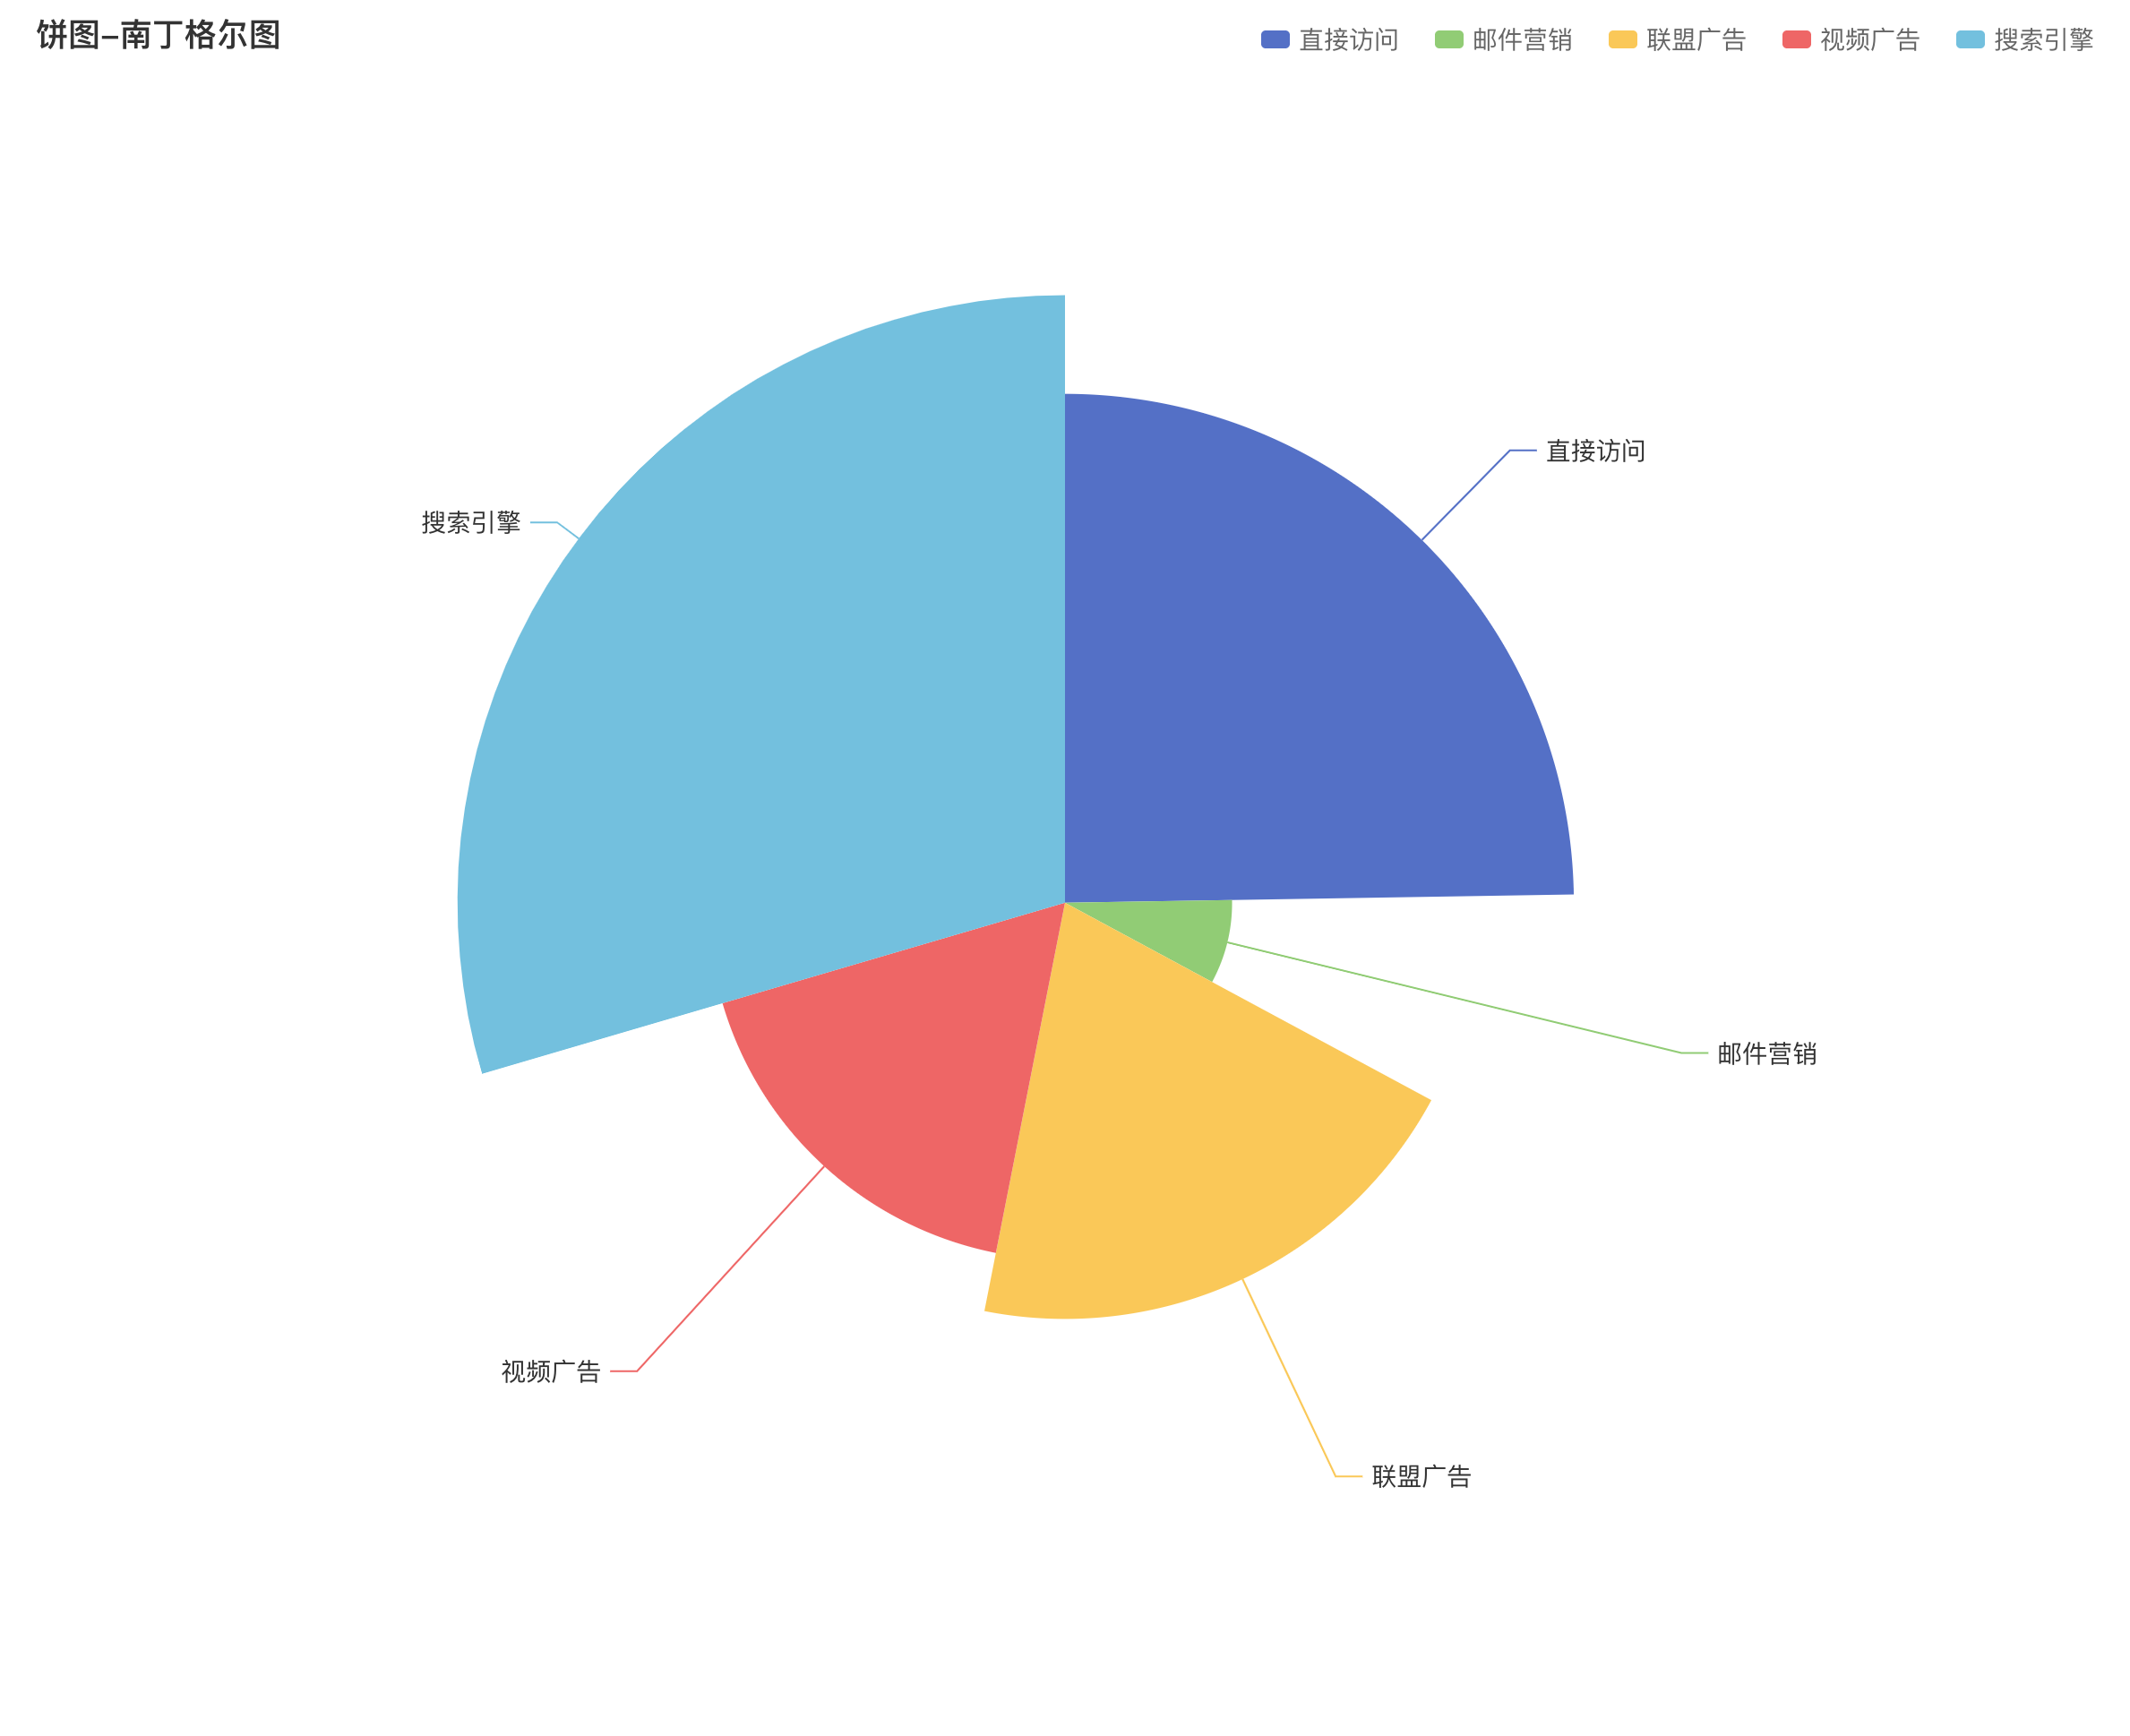 饼图-南丁格尔图
直接访问 邮件营销 联盟广告 视频广告 搜索引擎
直接访问
搜索引擎
邮件营销
视频广告
联盟广告